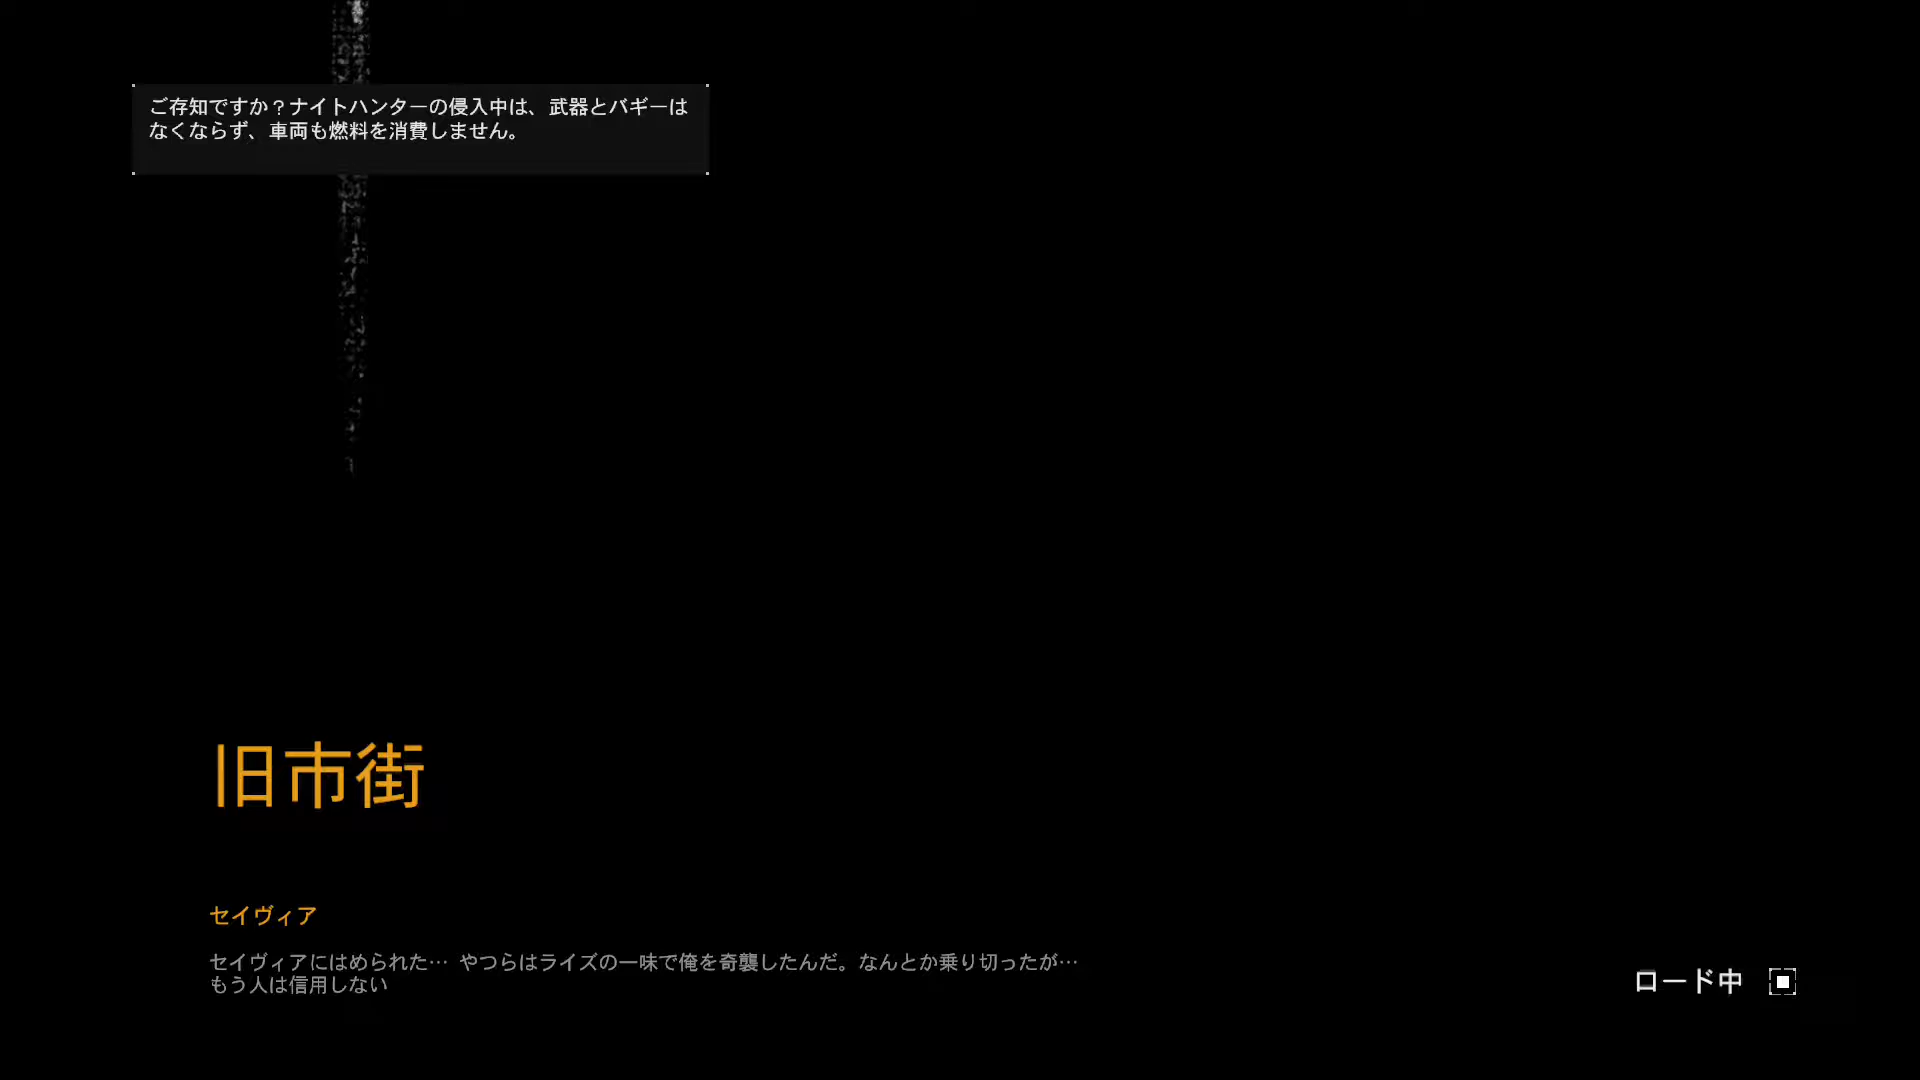 ご存知ですか？ナイトハンターの侵入中は、武器とバギーは
なくならず、車両も燃料を消費しません。
旧市街
セイヴィア
セイヴィアにはめられた… やつらはライズの一味で俺を奇襲したんだ。なんとか乗り切ったが…
もう人は信用しない
ロード中